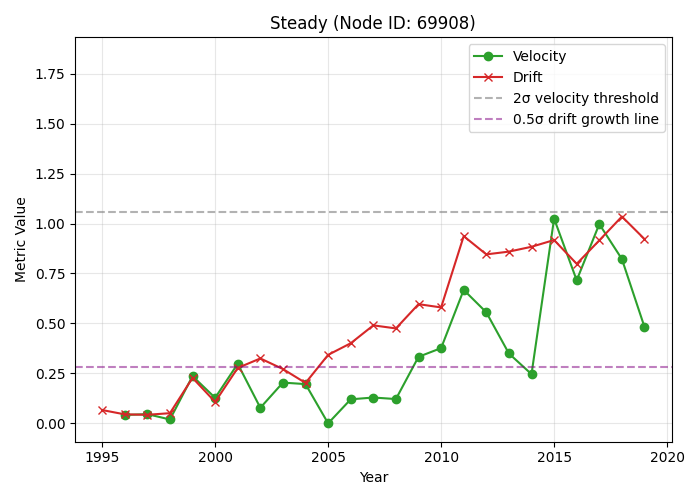 Steady (Node ID: 69908)
Velocity
Drift
2σ velocity threshold
0.5σ drift growth line
1.75
1.50
1.25
1.00
0.75
0.50
0.25
0.00
Metric Value
1995 2000 2005 2010 2015 2020
Year